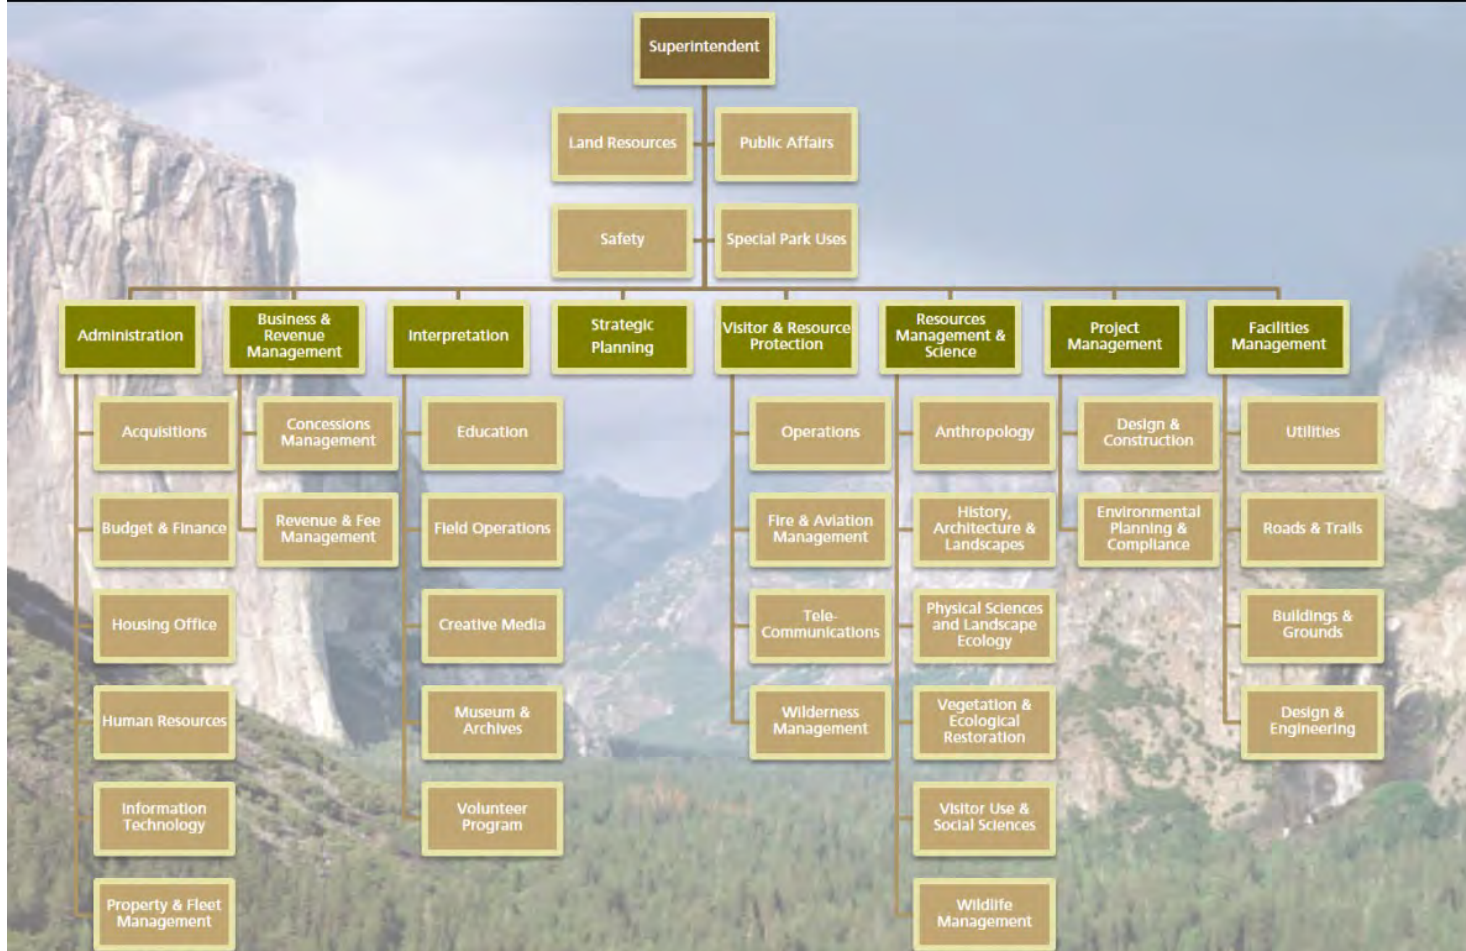 Superintendent
Land Resources
Public Affairs
Safety
Special Park Uses
Administration
Business &
Revenue
Management
Interpretation
Strategic
Planning
Visitor & Resource
Protection
Resources
Management &
Science
Project
Management
Facilities
Management
Acquisitions
Budget & Finance
Housing Office
Human Resources
Information
Technology
Property & Fleet
Management
Concessions
Management
Revenue & Fee
Management
Education
Field Operations
Creative Media
Museum &
Archives
Volunteer
Program
Operations
Fire & Aviation
Management
Tele-
Communications
Wilderness
Management
Anthropology
History,
Architecture &
Landscapes
Physical Sciences
and Landscape
Ecology
Vegetation &
Ecological
Restoration
Visitor Use &
Social Sciences
Wildlife
Management
Design &
Construction
Environmental
Planning &
Compliance
Utilities
Roads & Trails
Buildings &
Grounds
Design &
Engineering